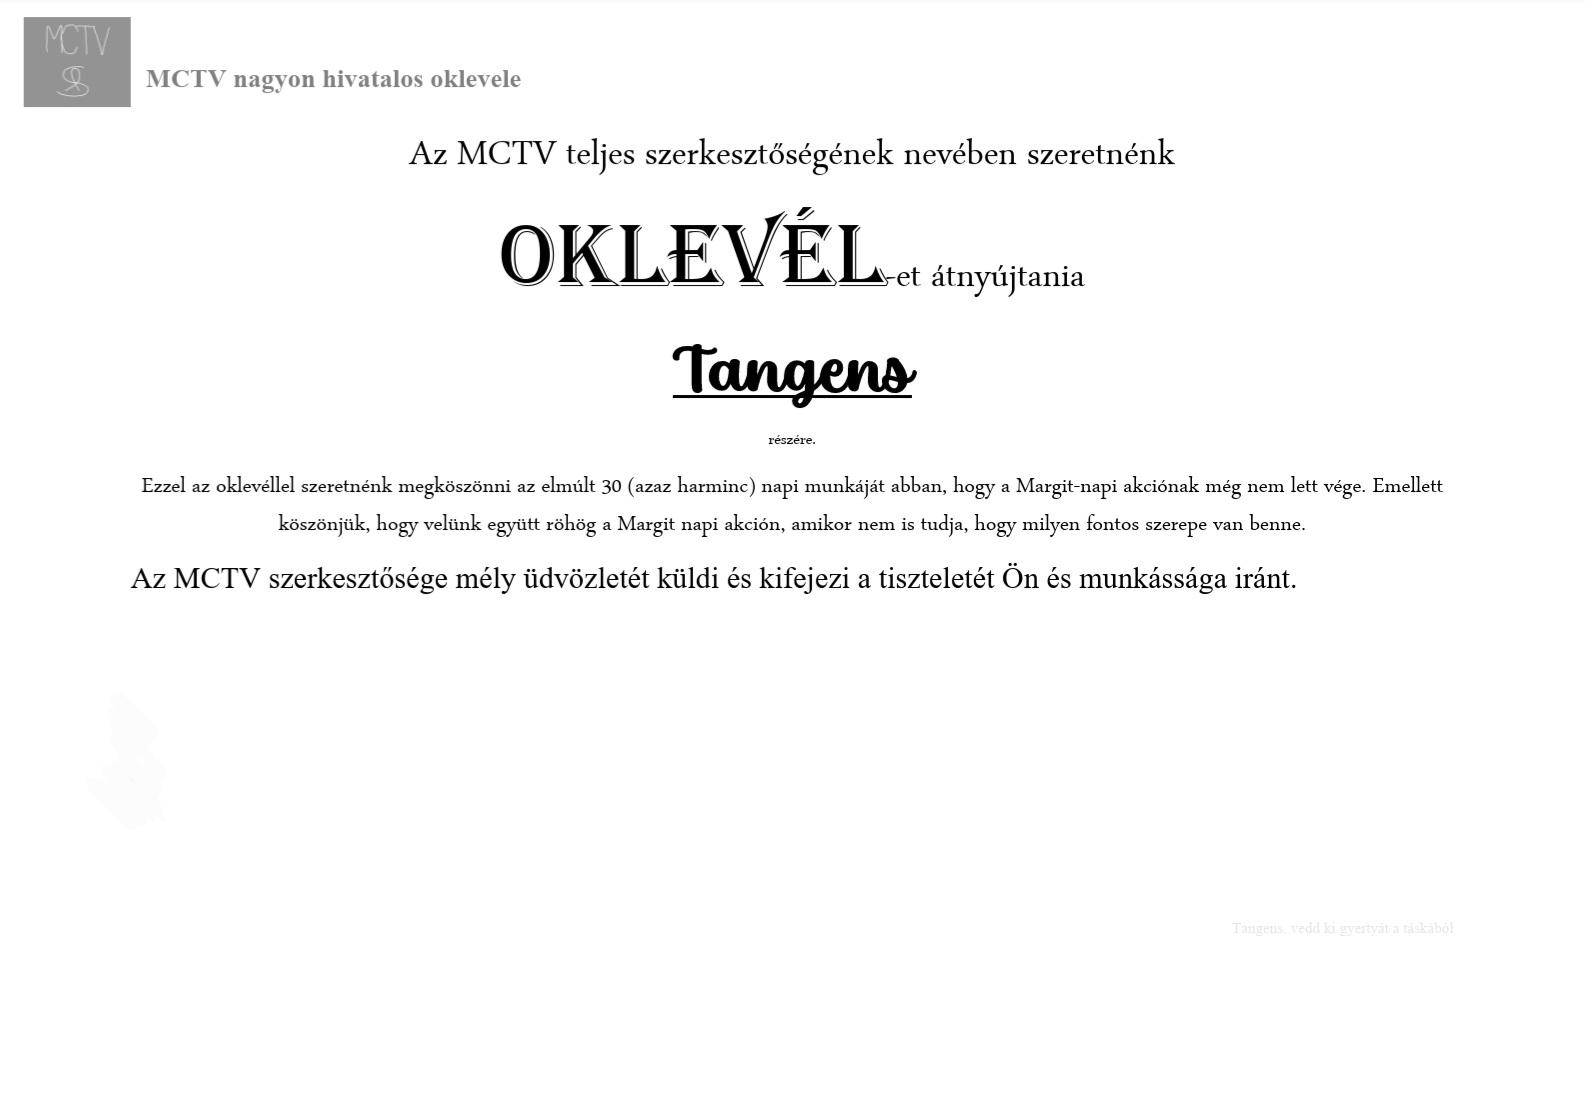 MCTV
MCTV nagyon hivatalos oklevele
Az MCTV teljes szerkesztőségének nevében szeretnénk
OKLEVÉL-et átnyújtania
Tangens
részére.
Ezzel az oklevéllel szeretnénk megköszönni az elmúlt 30 (azaz harminc) napi munkáját abban, hogy a Margit-napi akciónak még nem lett vége. Emellett
köszönjük, hogy velünk együtt röhög a Margit napi akción, amikor nem is tudja, hogy milyen fontos szerepe van benne.
Az MCTV szerkesztősége mély üdvözletét küldi és kifejezi a tiszteletét Ön és munkássága iránt.
Tangens, vedd ki gyertyát a táskából